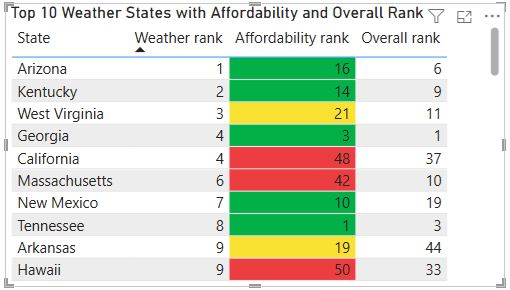 Top 10 Weather States with Affordability and Overall Rank
State Weather rank Affordability rank Overall rank
Arizona 1 16 6
Kentucky 2 14 9
West Virginia 3 21 11
Georgia 4 3 1
California 4 48 37
Massachusetts 6 42 10
New Mexico 7 10 19
Tennessee 8 1 3
Arkansas 9 19 44
Hawaii 9 50 33